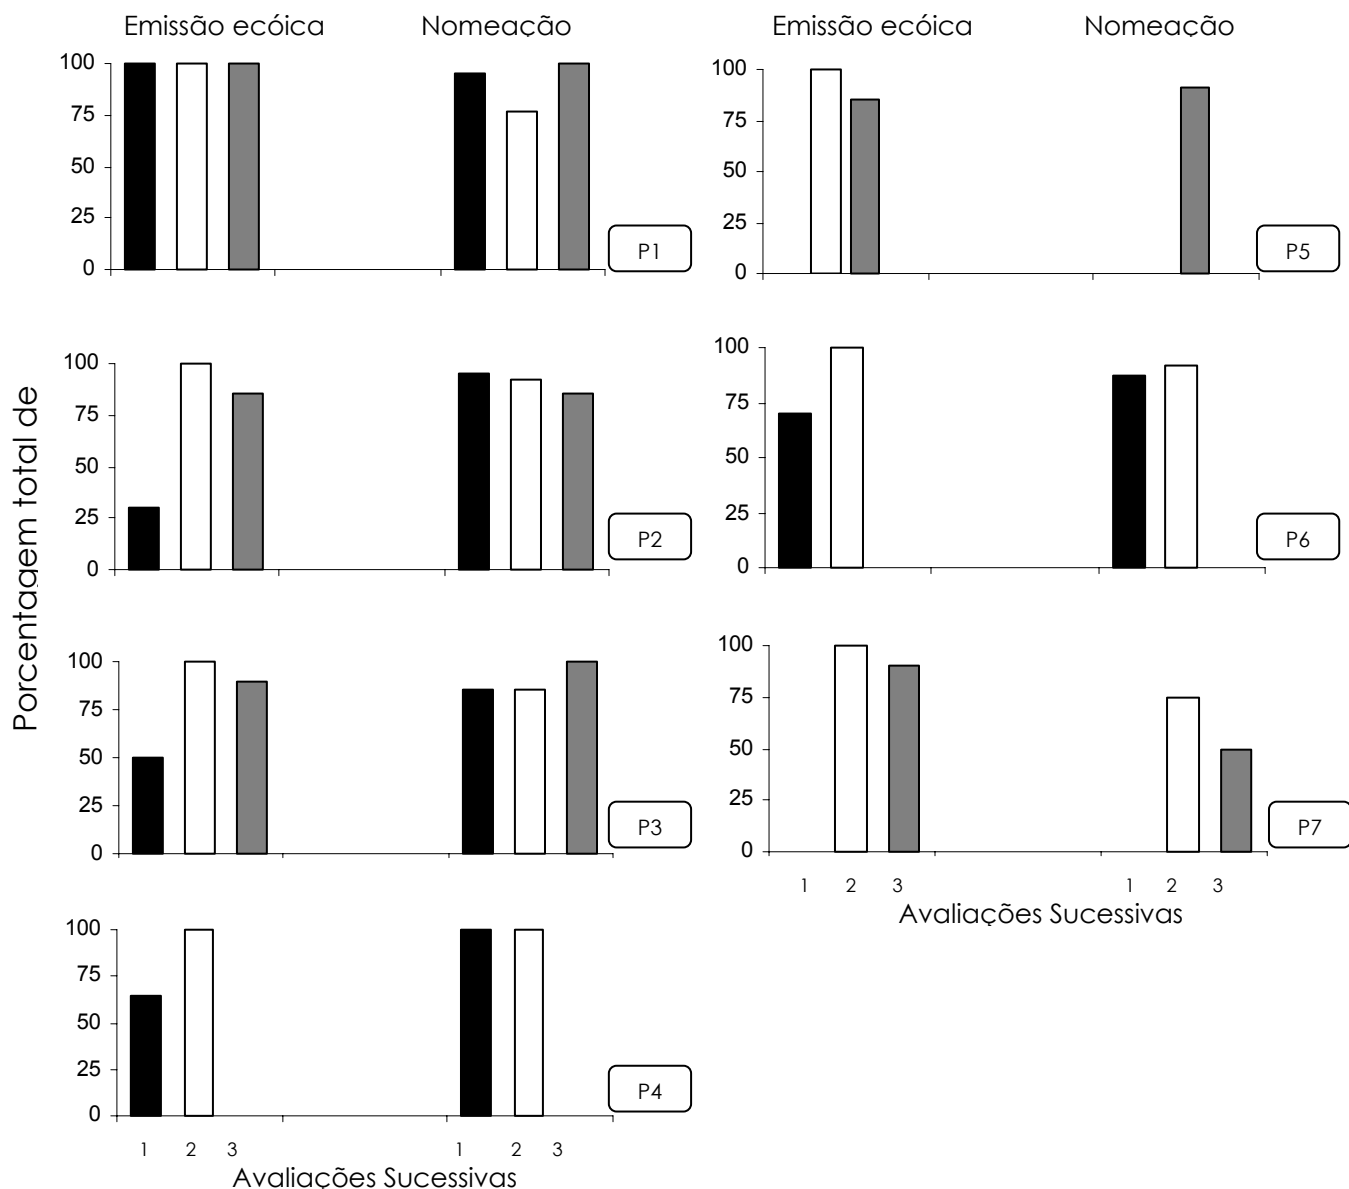 Emissão ecóica Nomeação
100
75
50
25
0
P1
Emissão ecóica Nomeação
100
75
50
25
0
P5
Porcentagem total de
100
75
50
25
0
P2
100
75
50
25
0
P6
100
75
50
25
0
P3
100
75
50
25
0
P7
1 2 3 1 2 3
Avaliações Sucessivas
100
75
50
25
0
P4
1 2 3 1 2 3
Avaliações Sucessivas